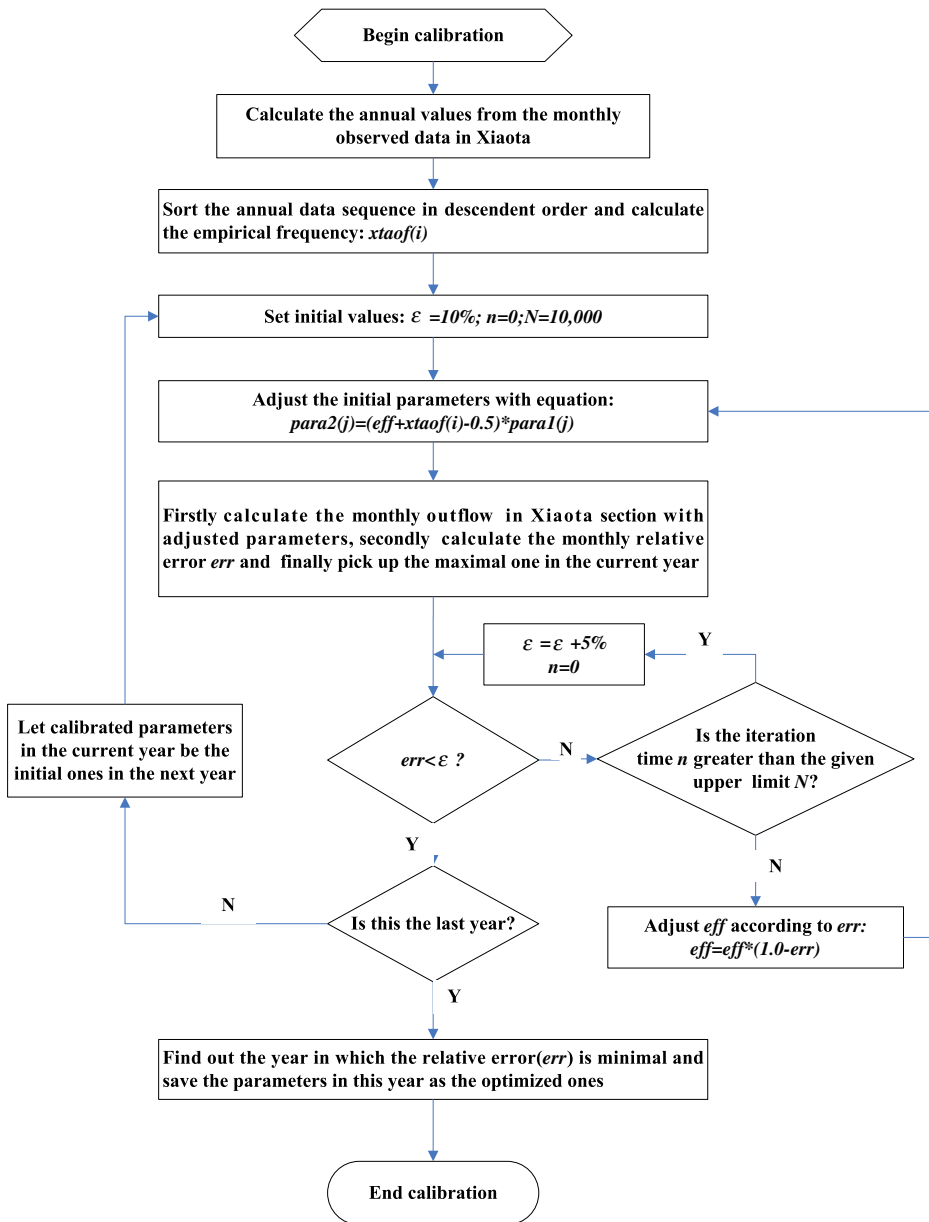 Begin calibration
Calculate the annual values from the monthly
observed data in Xiaota
Sort the annual data sequence in descendent order and calculate
the empirical frequency: xtaof(i)
Set initial values: ε =10%; n=0;N=10,000
Adjust the initial parameters with equation:
para2(j)=(eff+xtaof(i)-0.5)*para1(j)
Firstly calculate the monthly outflow in Xiaota section with
adjusted parameters, secondly calculate the monthly relative
error err and finally pick up the maximal one in the current year
ε =ε +5%
n=0
Y
Let calibrated parameters
in the current year be the
initial ones in the next year
err<ε ?
N
Is the iteration
time n greater than the given
upper limit N?
Y
N
N
Is this the last year?
Adjust eff according to err:
eff=eff*(1.0-err)
Y
Find out the year in which the relative error(err) is minimal and
save the parameters in this year as the optimized ones
End calibration